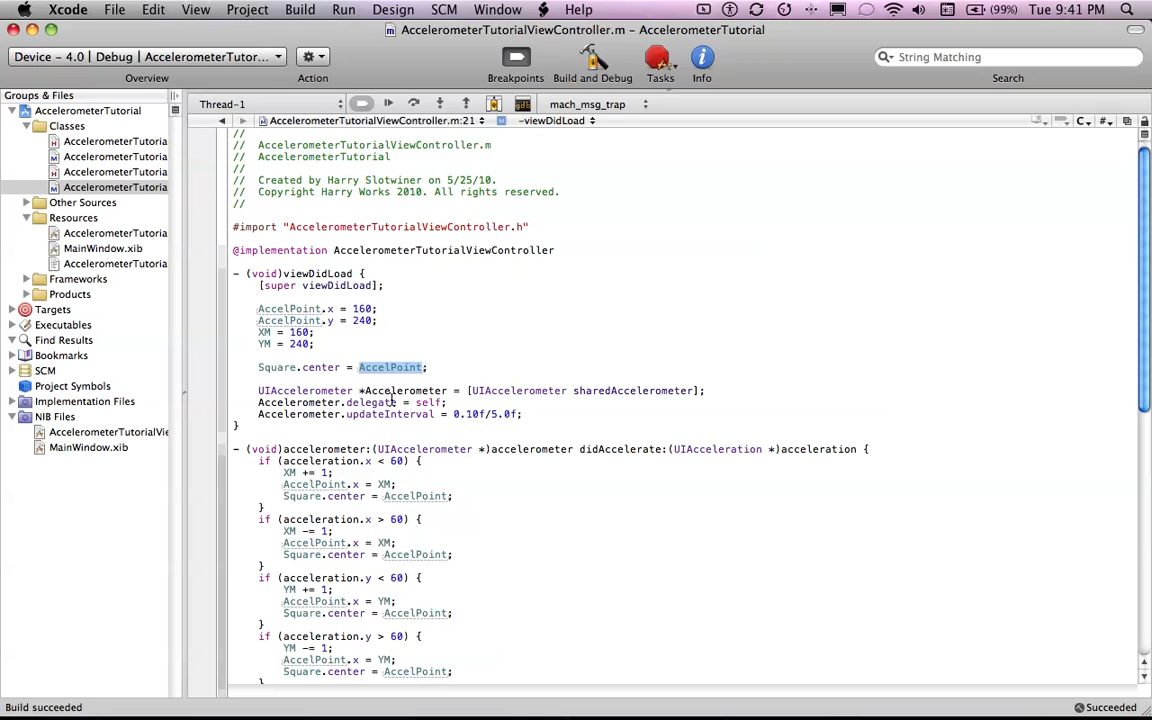 Xcode File Edit View Project Build Run Design SCM Window Help (99%) Tue 9:41 PM
AccelerometerTutorialViewController.m - AccelerometerTutorial
Device - 4.0 | Debug | AccelerometerTutor... String Matching
Overview Action Breakpoints Build and Debug Tasks Info Search
Groups & Files Thread-1 mach_msg_trap
AccelerometerTutorial
AccelerometerTutorialViewController.m:21 M -viewDidLoad C #
Classes
H AccelerometerTutoria
M AccelerometerTutoria
H AccelerometerTutoria
M AccelerometerTutoria
Other Sources
Resources
AccelerometerTutoria
MainWindow.xib
AccelerometerTutoria
Frameworks
Products
Targets
Executables
Find Results
Bookmarks
SCM
Project Symbols
Implementation Files
NIB Files
AccelerometerTutorialVie
MainWindow.xib
//
// AccelerometerTutorialViewController.m
// AccelerometerTutorial
//
// Created by Harry Slotwiner on 5/25/10.
// Copyright Harry Works 2010. All rights reserved.
//
#import "AccelerometerTutorialViewController.h"
@implementation AccelerometerTutorialViewController
- (void)viewDidLoad {
[super viewDidLoad];
AccelPoint.x = 160;
AccelPoint.y = 240;
XM = 160;
YM = 240;
Square.center = AccelPoint;
UIAccelerometer *Accelerometer = [UIAccelerometer sharedAccelerometer];
Accelerometer.delegate = self;
Accelerometer.updateInterval = 0.10f/5.0f;
}
- (void)accelerometer:(UIAccelerometer *)accelerometer didAccelerate:(UIAcceleration *)acceleration {
if (acceleration.x < 60) {
XM += 1;
AccelPoint.x = XM;
Square.center = AccelPoint;
}
if (acceleration.x > 60) {
XM -= 1;
AccelPoint.x = XM;
Square.center = AccelPoint;
}
if (acceleration.y < 60) {
YM += 1;
AccelPoint.x = YM;
Square.center = AccelPoint;
}
if (acceleration.y > 60) {
YM -= 1;
AccelPoint.x = YM;
Square.center = AccelPoint;
}
Build succeeded Succeeded